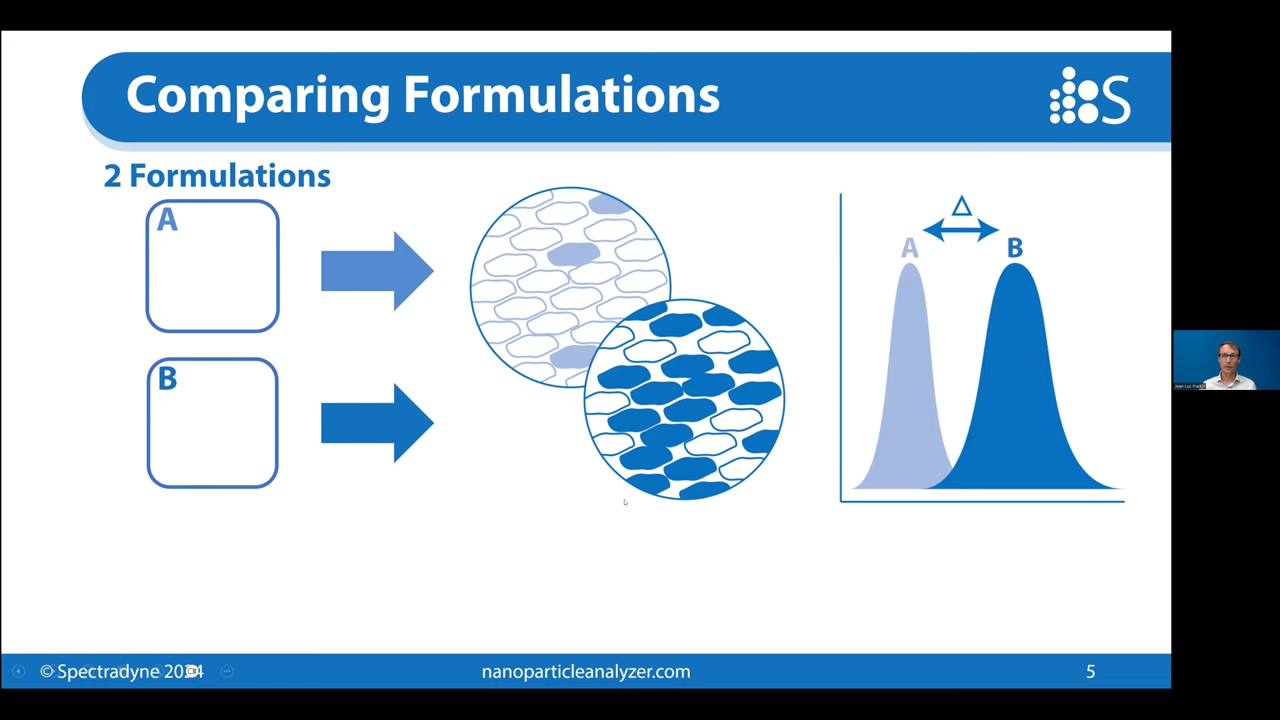 Comparing Formulations
S
2 Formulations
A
B
Δ
A
B
© Spectradyne 2024
nanoparticleanalyzer.com
5